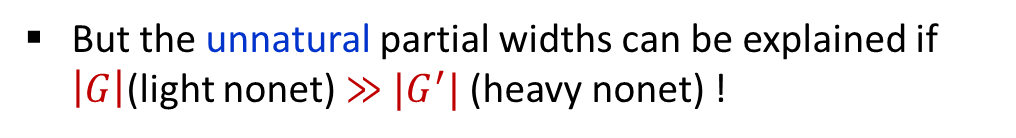 ▪ But the unnatural partial widths can be explained if
|G|(light nonet) ≫ |G′| (heavy nonet) !